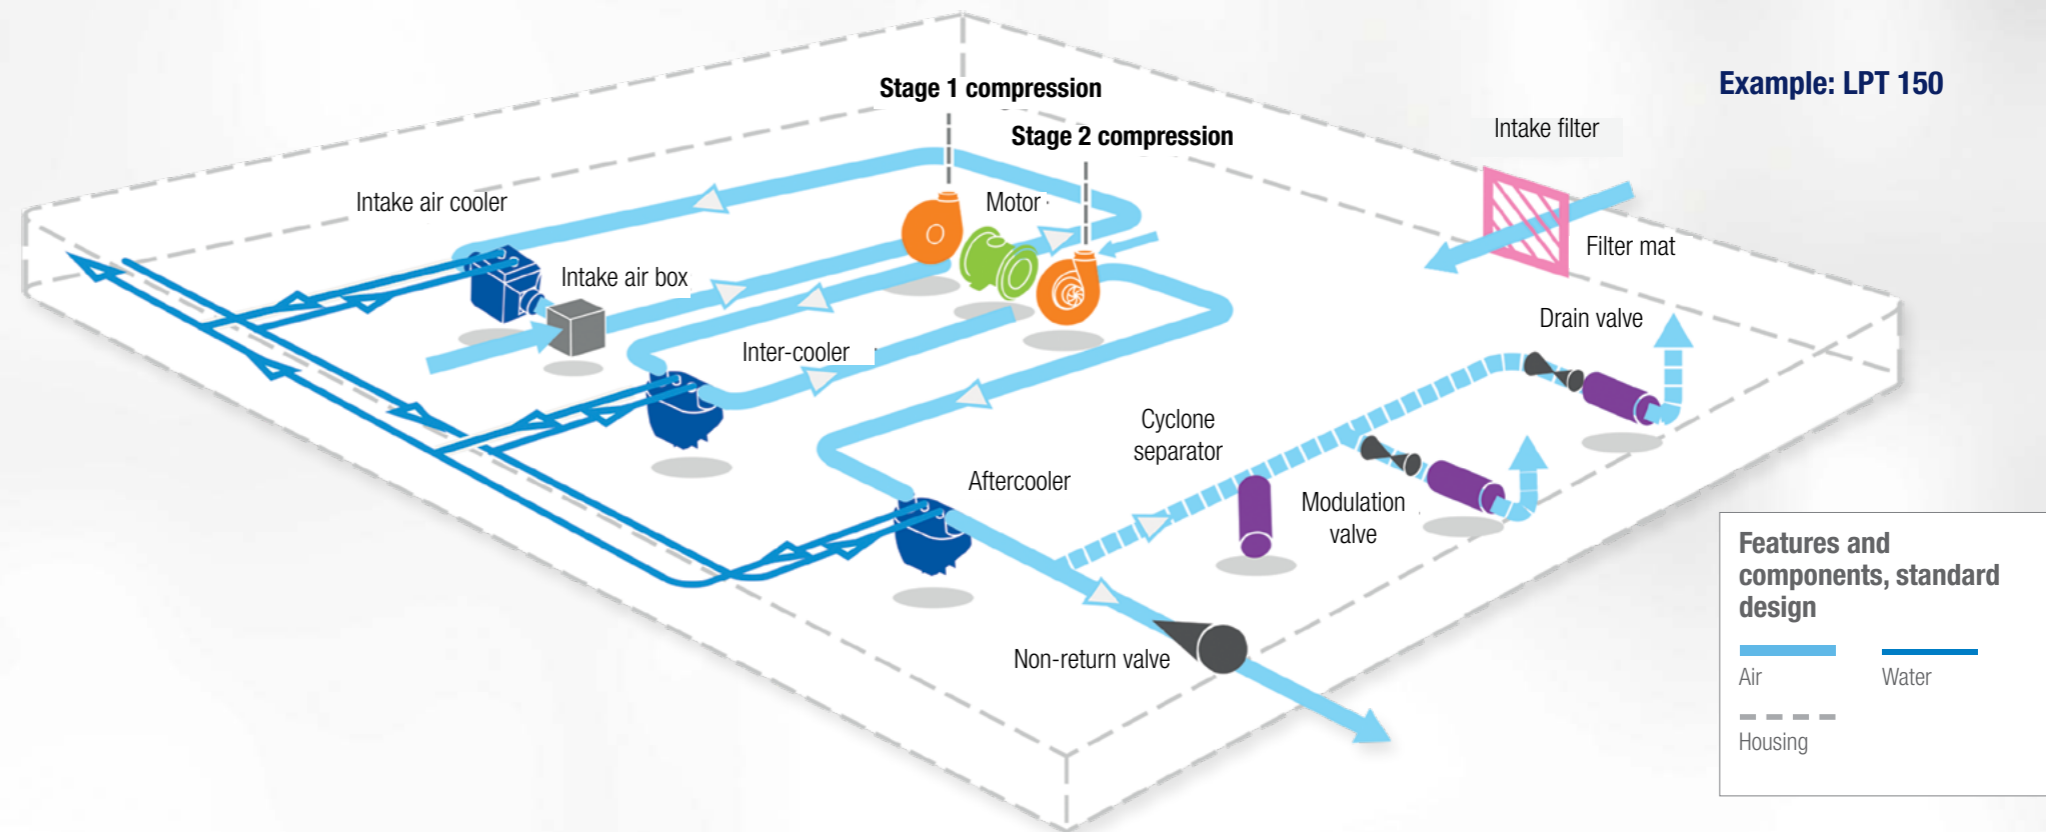 Example: LPT 150
Stage 1 compression
Stage 2 compression
Intake filter
Intake air cooler
Motor
Filter mat
Intake air box
Drain valve
Inter-cooler
Cyclone
separator
Aftercooler
Modulation
valve
Non-return valve
Features and
components, standard
design
Air
Water
Housing